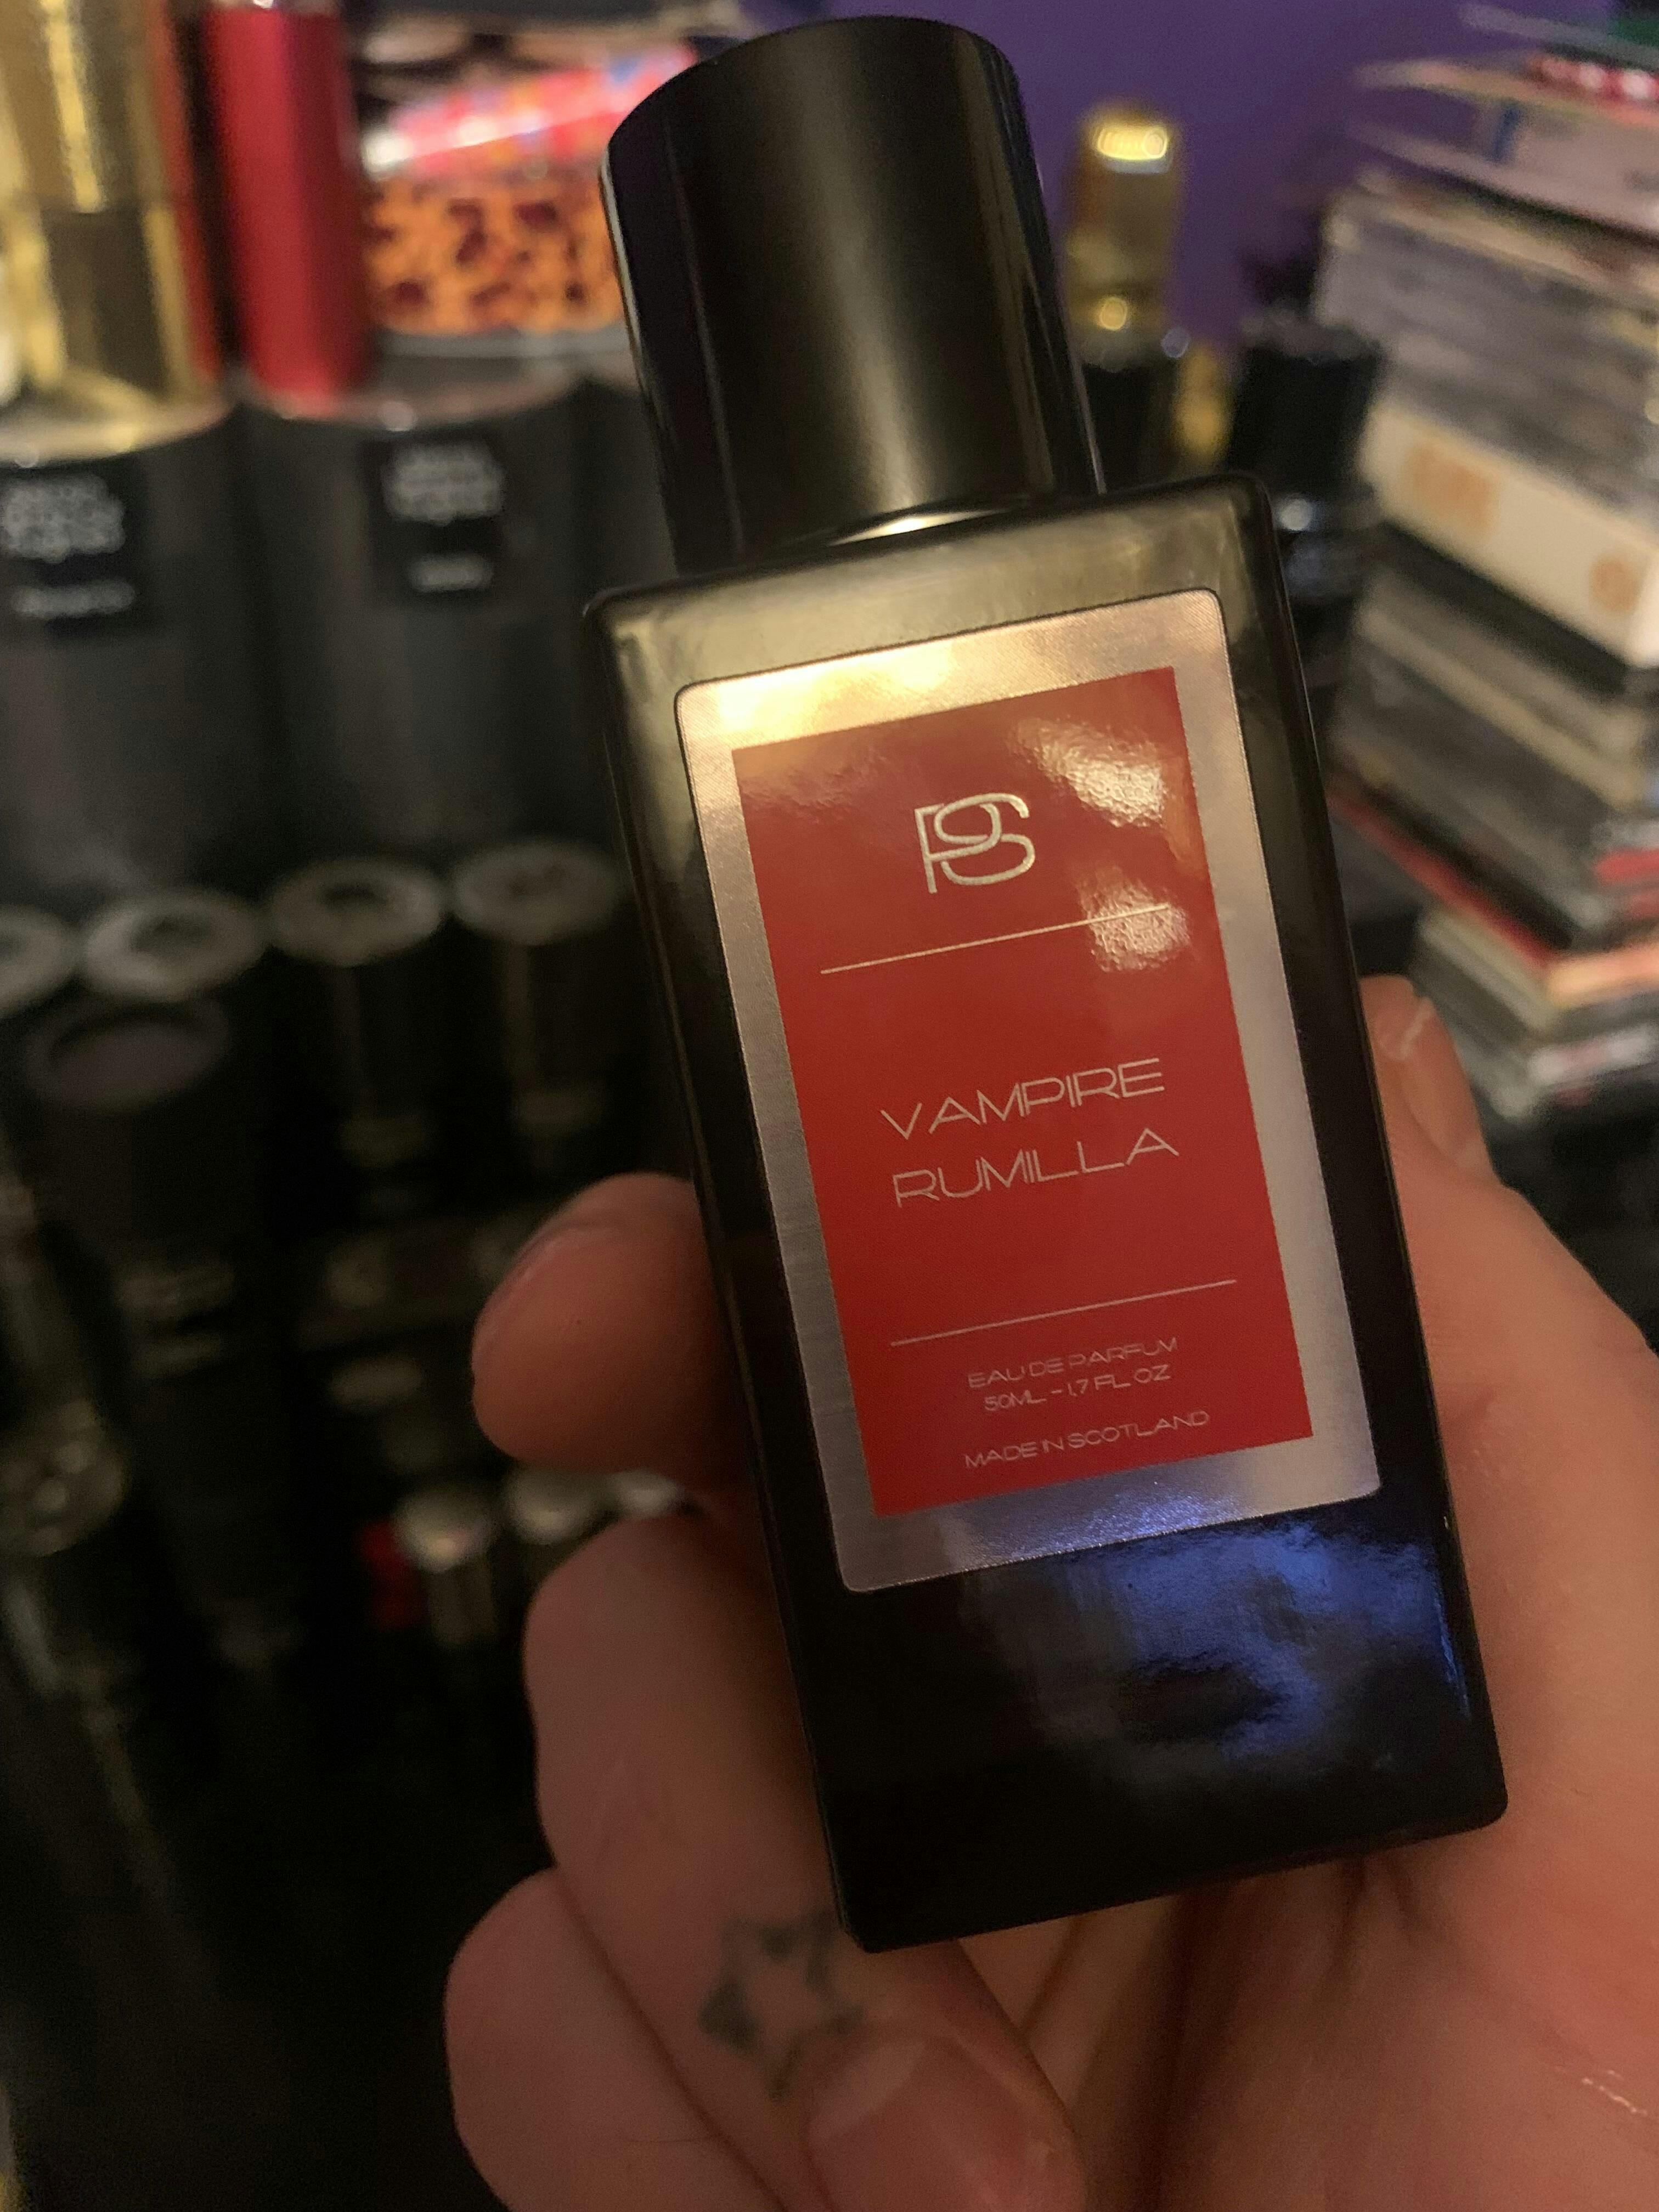 PS
VAMPIRE
RUMILLA
EAU DE PARFUM
50ML - 1.7 FL OZ
MADE IN SCOTLAND